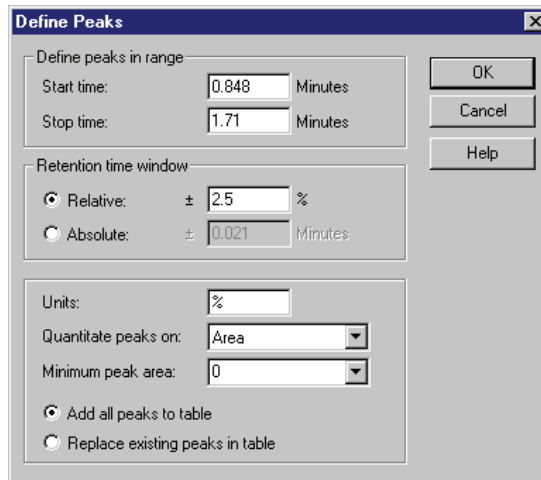 Define Peaks
Define peaks in range
Start time: 0.848 Minutes
Stop time: 1.71 Minutes
OK
Cancel
Help
Retention time window
Relative: ± 2.5 %
Absolute: ± 0.021 Minutes
Units: %
Quantitate peaks on: Area
Minimum peak area: 0
Add all peaks to table
Replace existing peaks in table